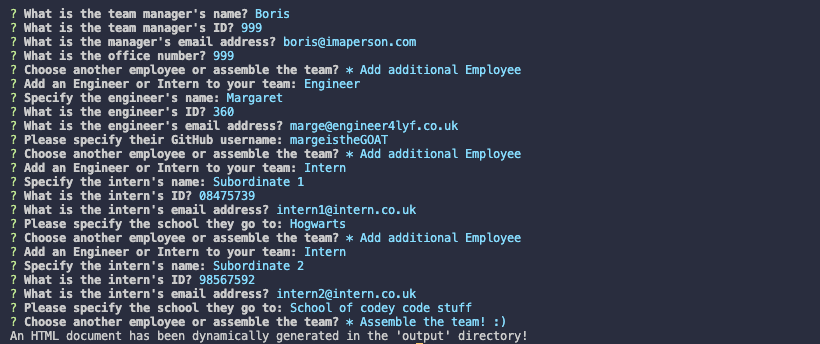 ? What is the team manager's name? Boris
? What is the team manager's ID? 999
? What is the manager's email address? boris@imaperson.com
? What is the office number? 999
? Choose another employee or assemble the team? * Add additional Employee
? Add an Engineer or Intern to your team: Engineer
? Specify the engineer's name: Margaret
? What is the engineer's ID? 360
? What is the engineer's email address? marge@engineer4lyf.co.uk
? Please specify their GitHub username: margeistheGOAT
? Choose another employee or assemble the team? * Add additional Employee
? Add an Engineer or Intern to your team: Intern
? Specify the intern's name: Subordinate 1
? What is the intern's ID? 08475739
? What is the intern's email address? intern1@intern.co.uk
? Please specify the school they go to: Hogwarts
? Choose another employee or assemble the team? * Add additional Employee
? Add an Engineer or Intern to your team: Intern
? Specify the intern's name: Subordinate 2
? What is the intern's ID? 98567592
? What is the intern's email address? intern2@intern.co.uk
? Please specify the school they go to: School of codey code stuff
? Choose another employee or assemble the team? * Assemble the team! :)
An HTML document has been dynamically generated in the 'output' directory!